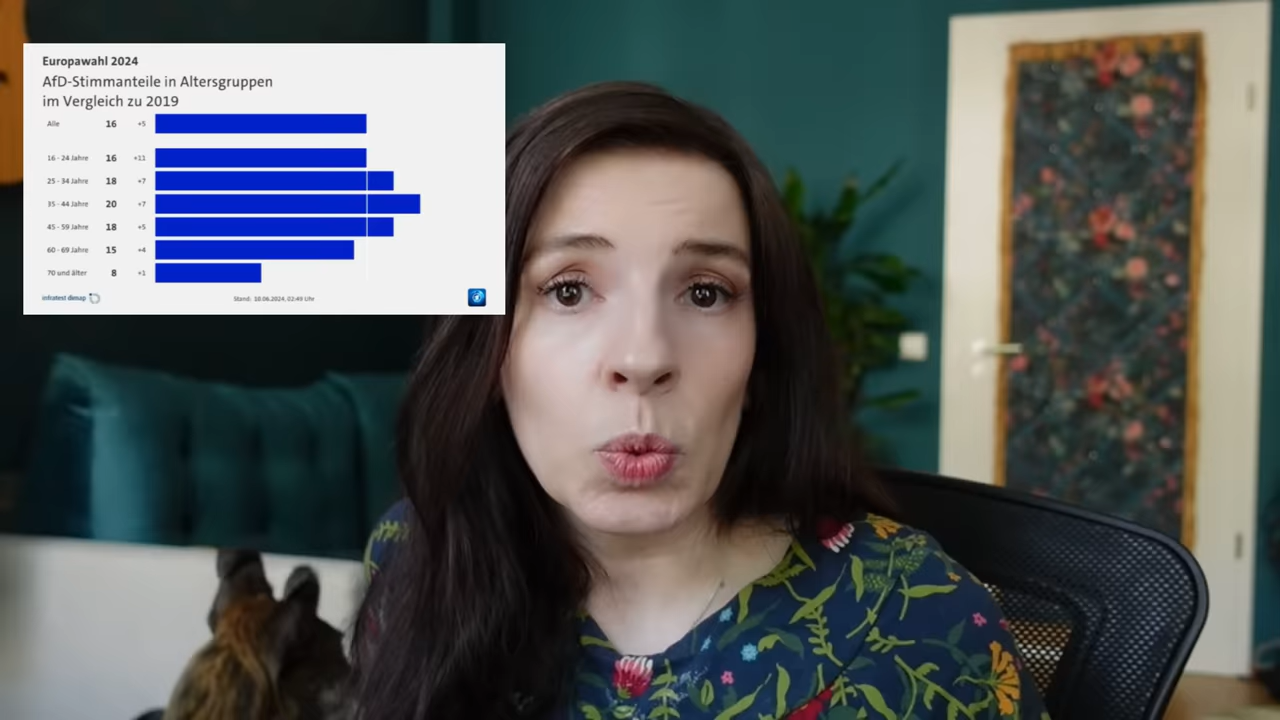 Europawahl 2024
AfD-Stimmanteile in Altersgruppen
im Vergleich zu 2019
Alle 16 +5
16 - 24 Jahre 16 +11
25 - 34 Jahre 18 +7
35 - 44 Jahre 20 +7
45 - 59 Jahre 18 +5
60 - 69 Jahre 15 +4
70 und älter 8 +1
infratest dimap
Stand: 10.06.2024, 02:49 Uhr